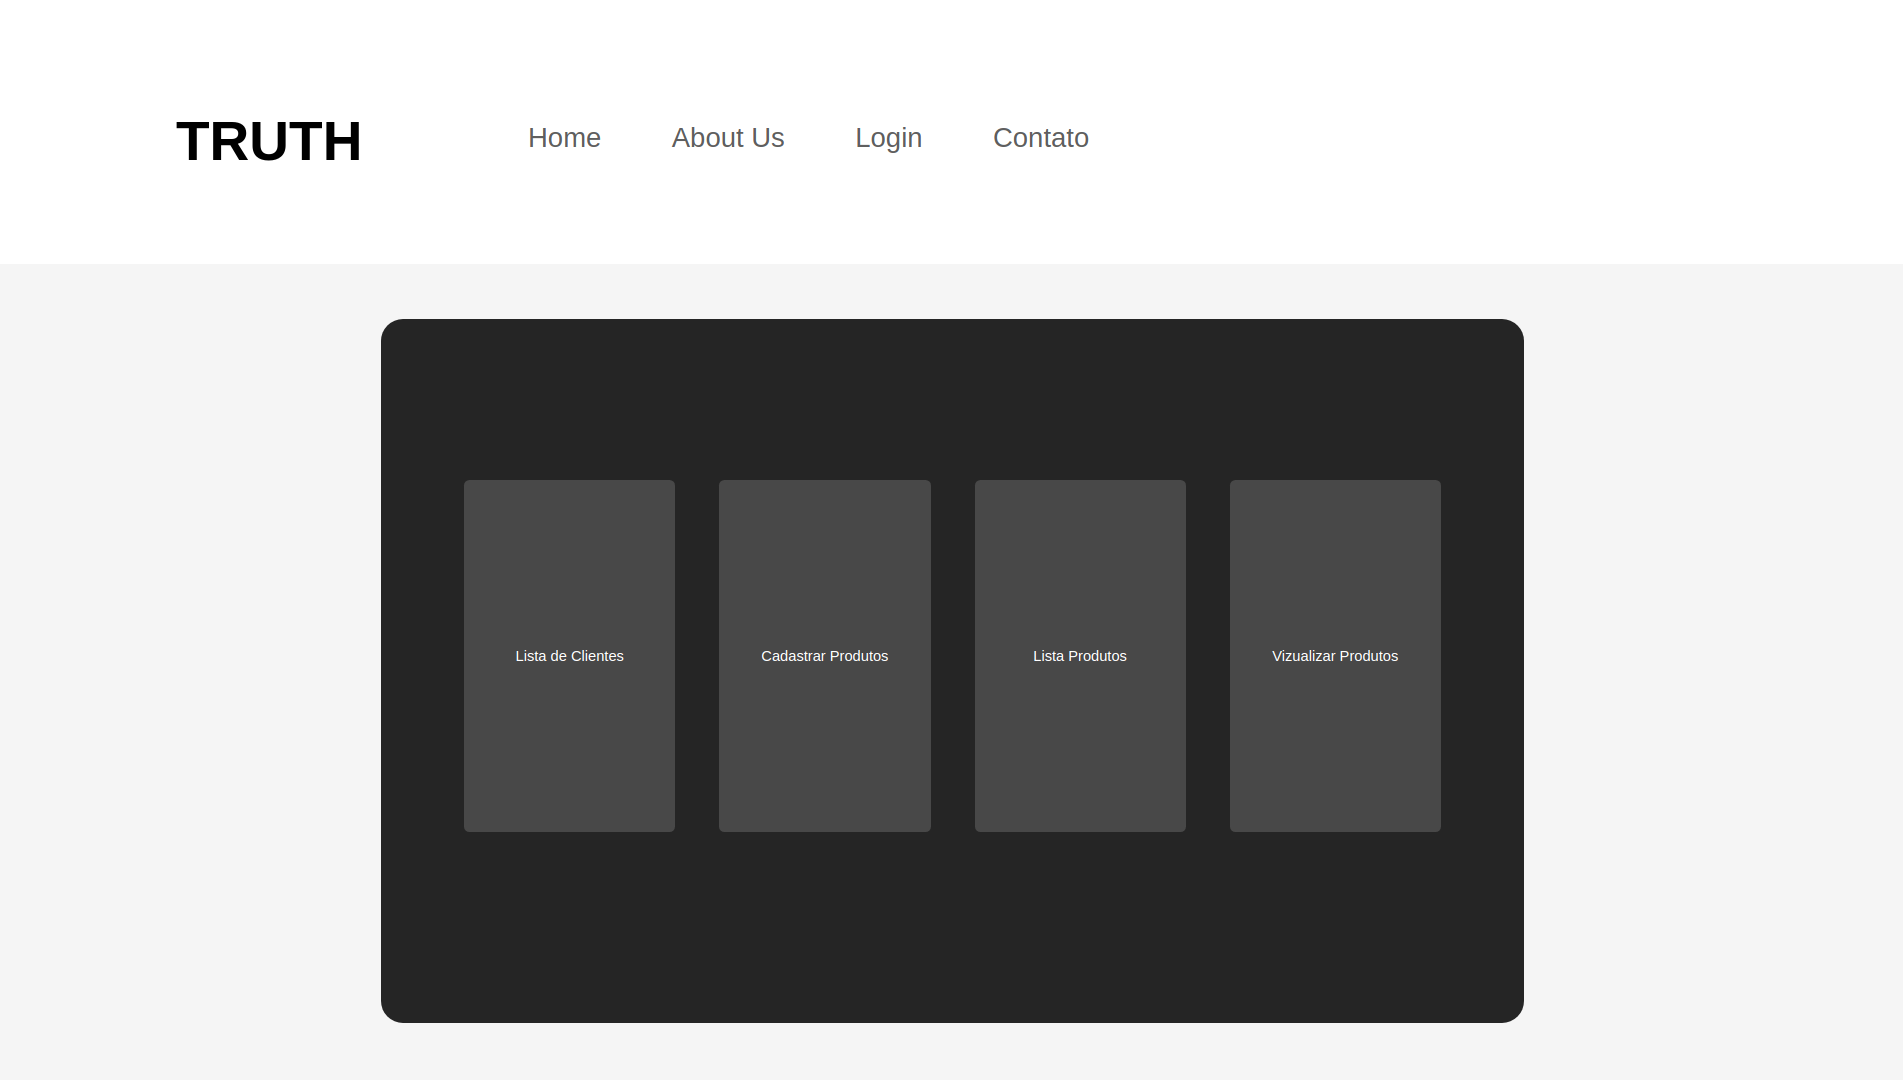 TRUTH
Home About Us Login Contato
Lista de Clientes
Cadastrar Produtos
Lista Produtos
Vizualizar Produtos